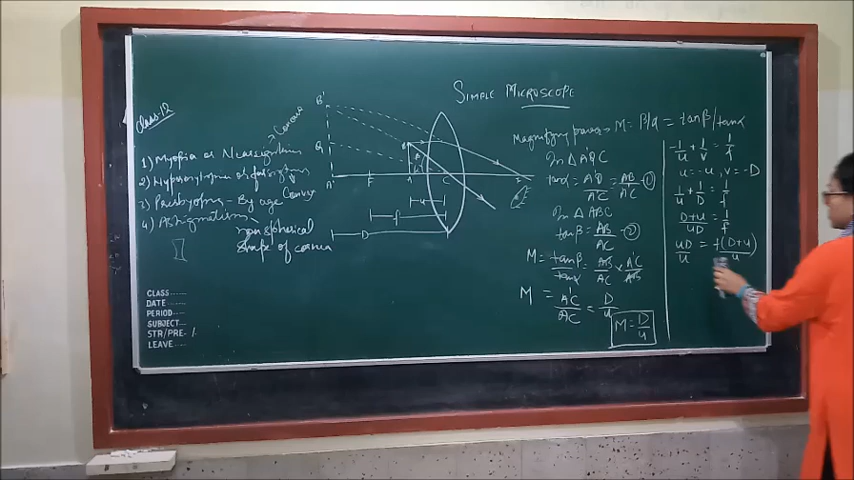 class-12
1) Myopia or Nearsightedness → Concave
2) Hypermetropia or farsightedness
Convex
3) Presbyopia - By age
4) Astigmatism -
non spherical
shape of cornea
CLASS
DATE
PERIOD
SUBJECT
STR/PRE.
LEAVE
SIMPLE MICROSCOPE
B'
Q
A'
F
B
A
C
u
f
D
Magnifying power → M = β/α = tanβ/tanα
In Δ A'QC
tanα = A'Q/A'C = AB/A'C - ①
In Δ ABC
tanβ = AB/AC - ②
M = tanβ/tanα = AB/AC × A'C/AB
M = A'C/AC = D/u
M = D/u
-1/u + 1/v = 1/f
u = -u, v = -D
1/u + 1/D = 1/f
D+u/uD = 1/f
uD/u = f(D+u)/u